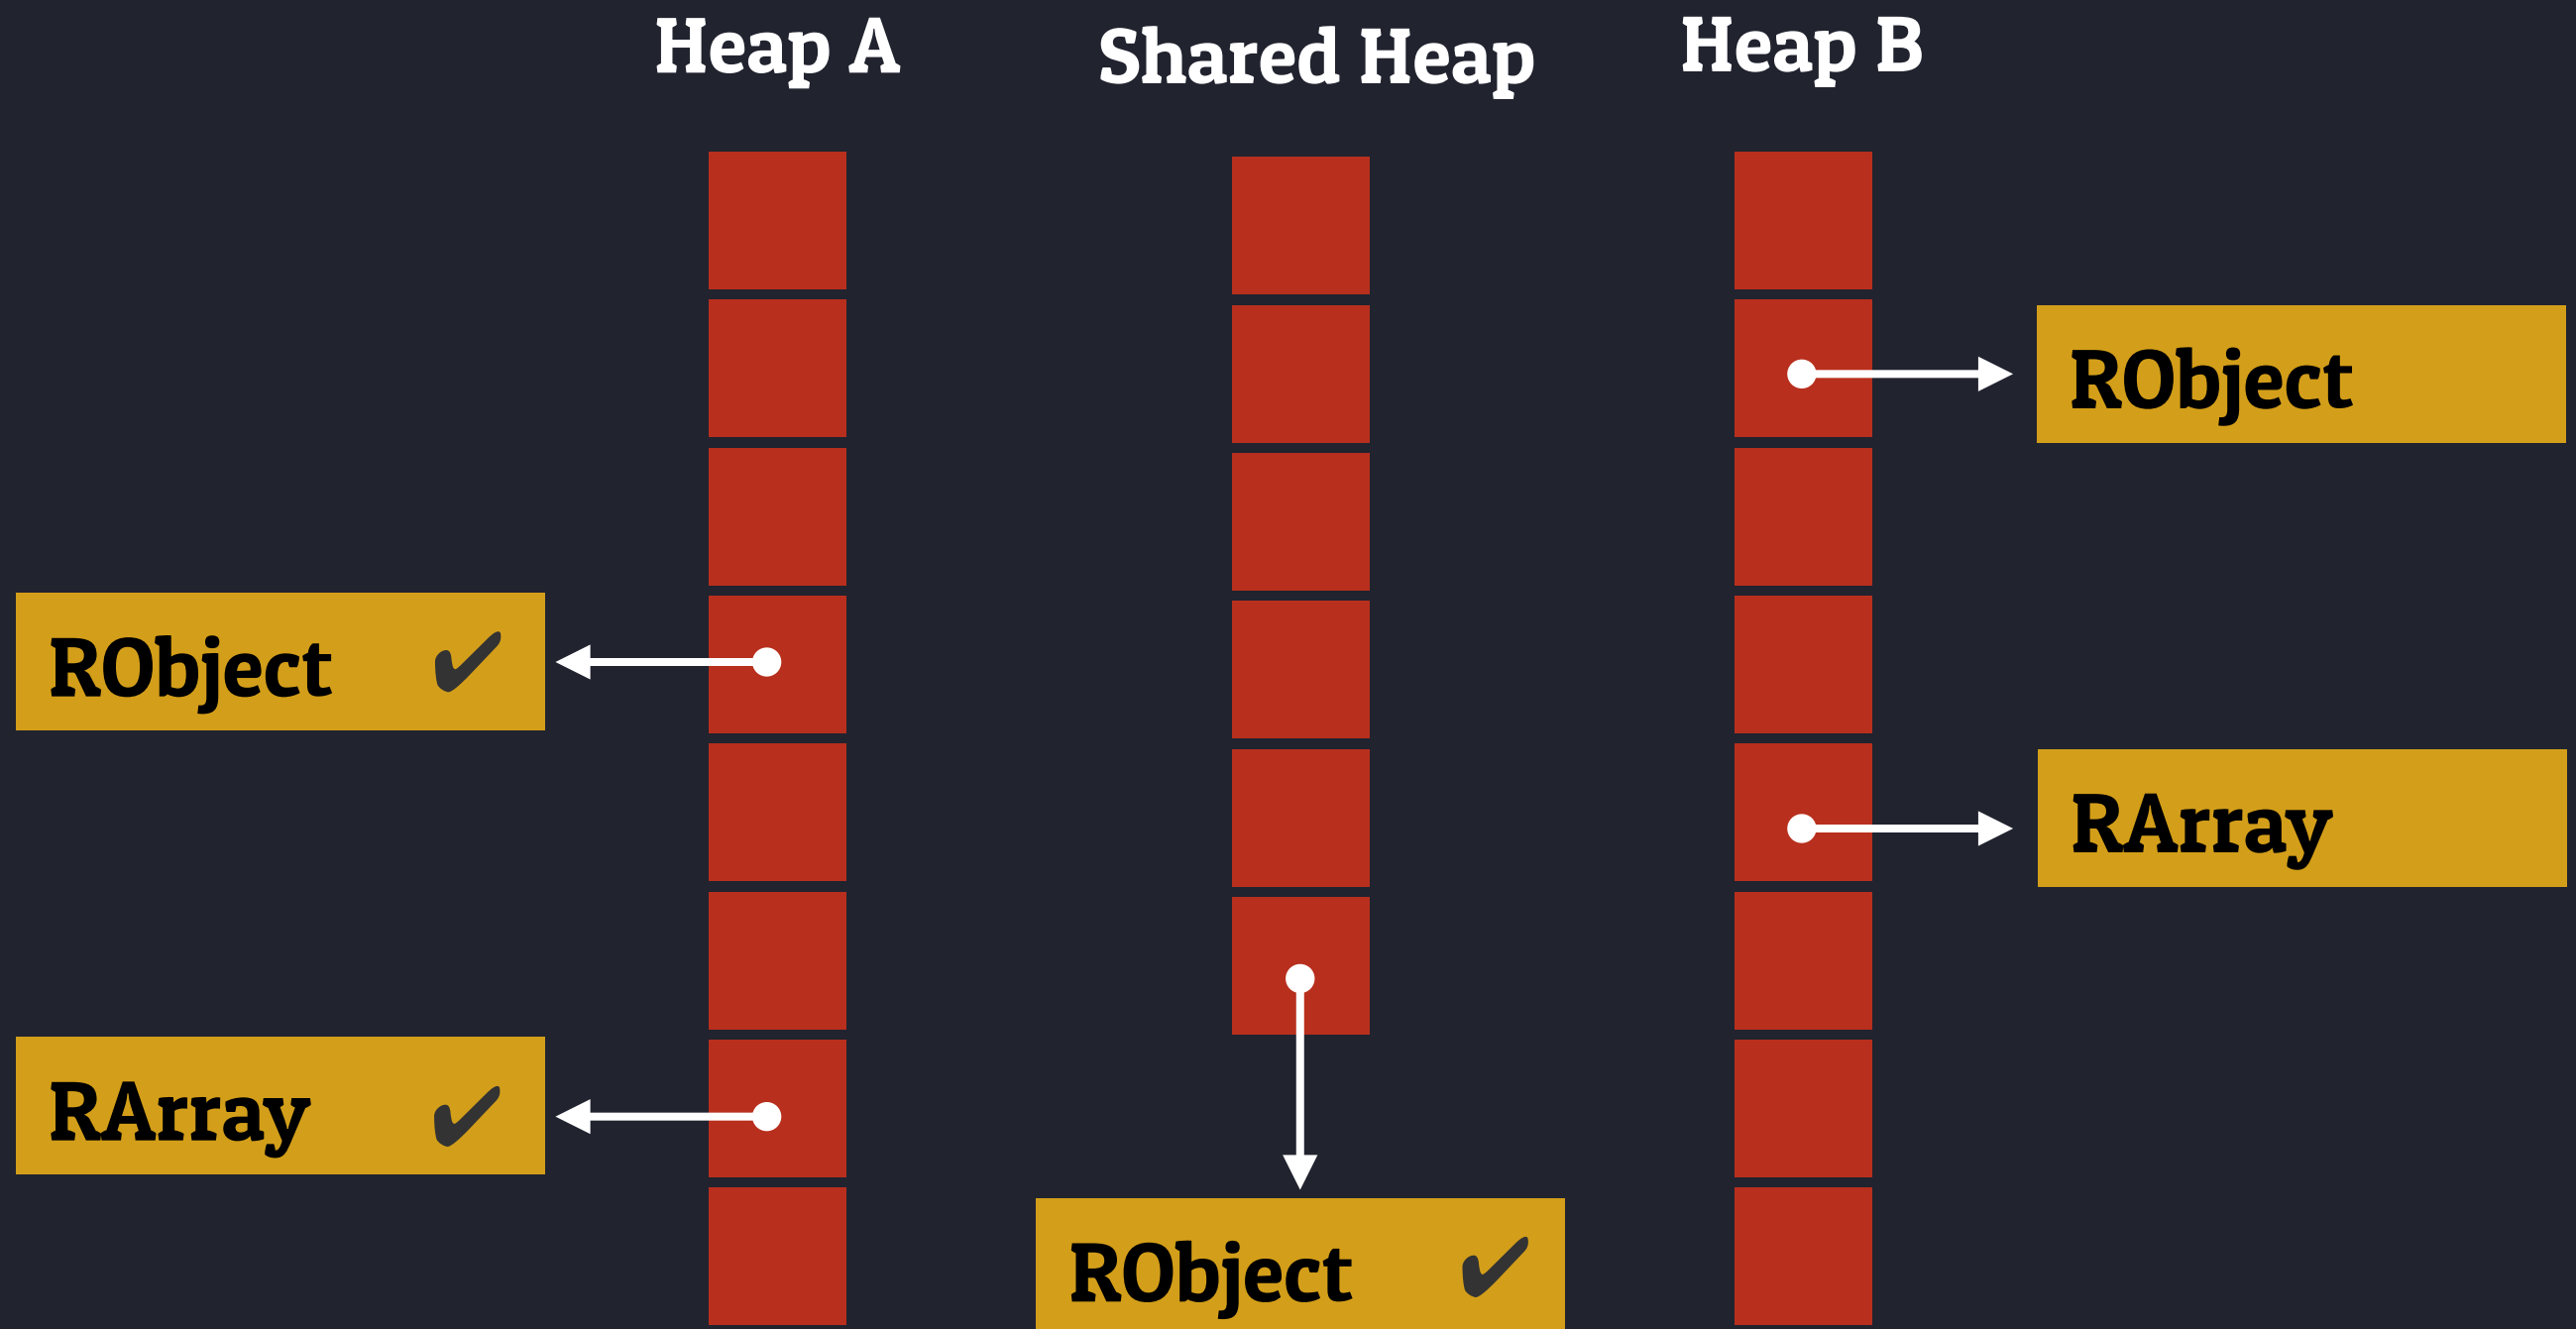 Heap A
Shared Heap
Heap B
RObject
RObject ✔
RArray
RArray ✔
RObject ✔